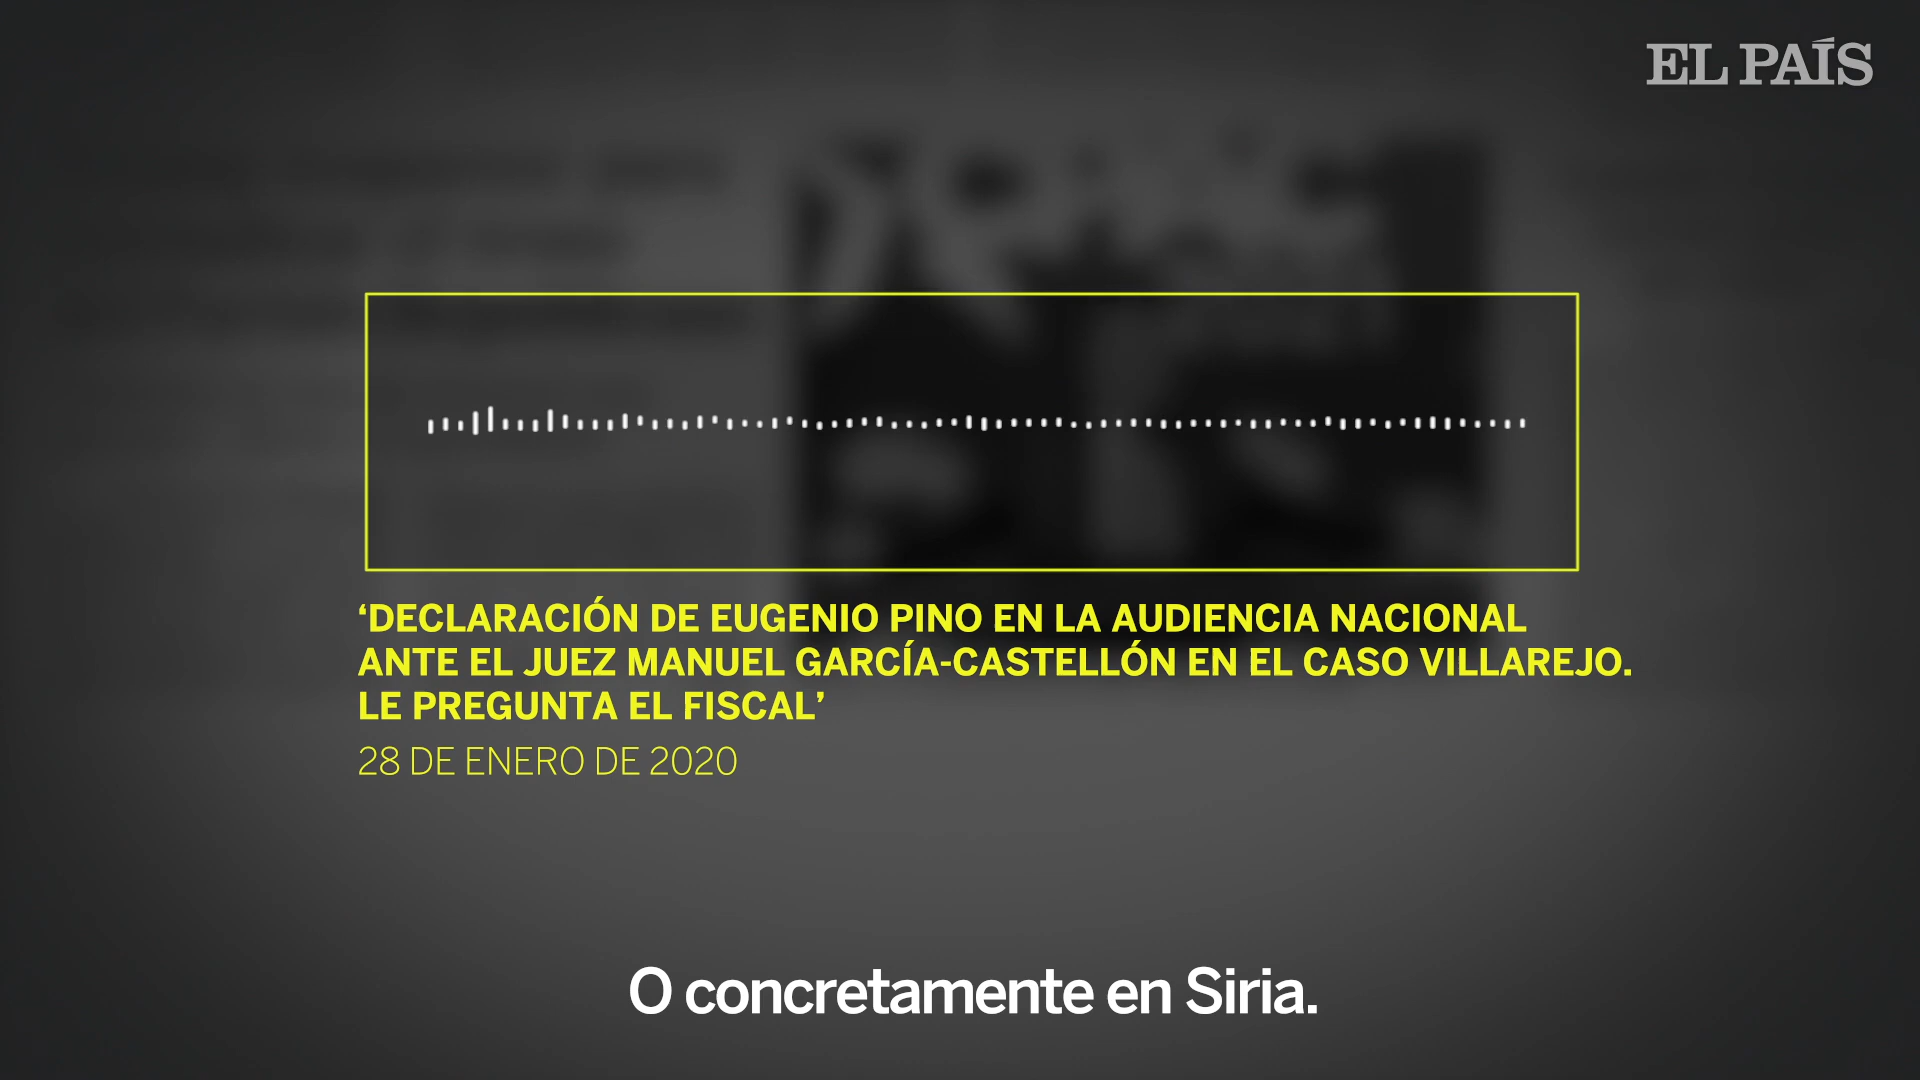 EL PAÍS
‘DECLARACIÓN DE EUGENIO PINO EN LA AUDIENCIA NACIONAL
ANTE EL JUEZ MANUEL GARCÍA-CASTELLÓN EN EL CASO VILLAREJO.
LE PREGUNTA EL FISCAL’
28 DE ENERO DE 2020
O concretamente en Siria.